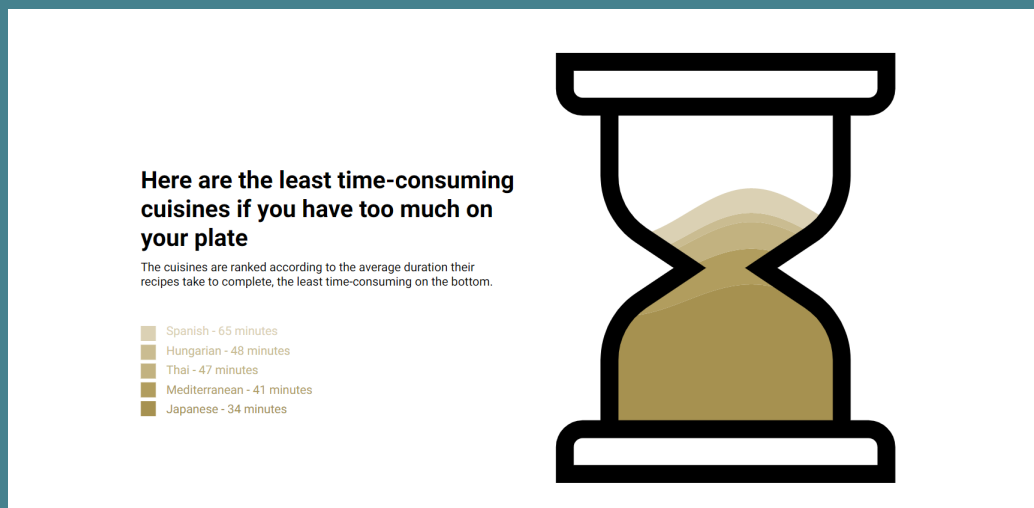 Here are the least time-consuming
cuisines if you have too much on
your plate
The cuisines are ranked according to the average duration their
recipes take to complete, the least time-consuming on the bottom.
Spanish - 65 minutes
Hungarian - 48 minutes
Thai - 47 minutes
Mediterranean - 41 minutes
Japanese - 34 minutes